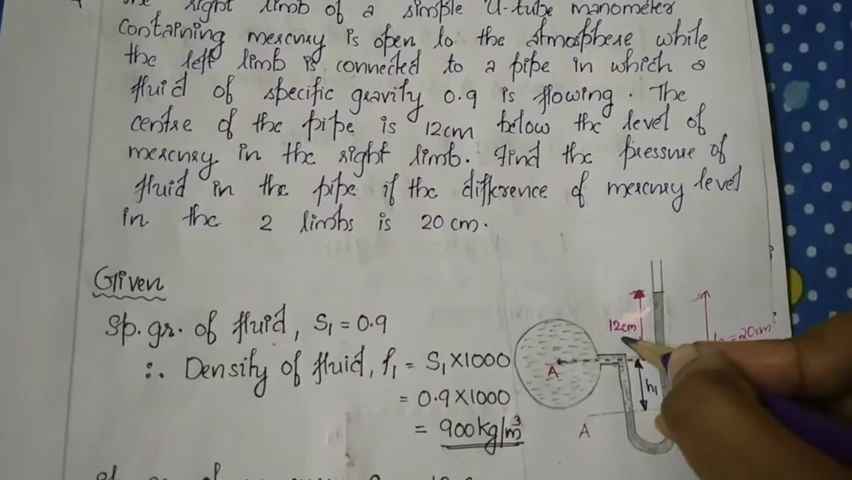 right limb of a simple U-tube manometer
containing mercury is open to the atmosphere while
the left limb is connected to a pipe in which a
fluid of specific gravity 0.9 is flowing. The
centre of the pipe is 12cm below the level of
mercury in the right limb. Find the pressure of
fluid in the pipe if the difference of mercury level
in the 2 limbs is 20 cm.
Given
Sp. gr. of fluid, S₁ = 0.9
∴ Density of fluid, ρ₁ = S₁ X 1000
= 0.9 X 1000
= 900 kg/m³
12cm
= 20cm
A
h₁
A